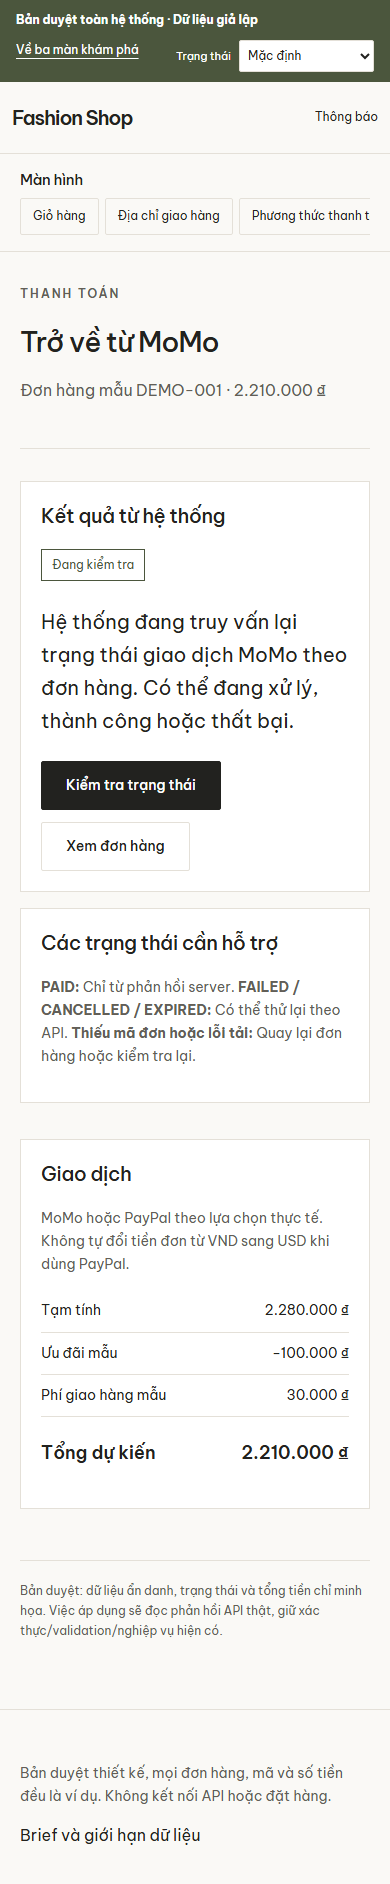 Bản duyệt toàn hệ thống · Dữ liệu giả lập
Về ba màn khám phá
Trạng thái
Mặc định
Fashion Shop
Thông báo
Màn hình
Giỏ hàng
Địa chỉ giao hàng
Phương thức thanh t
THANH TOÁN
Trở về từ MoMo
Đơn hàng mẫu DEMO-001 · 2.210.000 ₫
Kết quả từ hệ thống
Đang kiểm tra
Hệ thống đang truy vấn lại
trạng thái giao dịch MoMo theo
đơn hàng. Có thể đang xử lý,
thành công hoặc thất bại.
Kiểm tra trạng thái
Xem đơn hàng
Các trạng thái cần hỗ trợ
PAID: Chỉ từ phản hồi server. FAILED /
CANCELLED / EXPIRED: Có thể thử lại theo
API. Thiếu mã đơn hoặc lỗi tải: Quay lại đơn
hàng hoặc kiểm tra lại.
Giao dịch
MoMo hoặc PayPal theo lựa chọn thực tế.
Không tự đổi tiền đơn từ VND sang USD khi
dùng PayPal.
Tạm tính 2.280.000 ₫
Ưu đãi mẫu -100.000 ₫
Phí giao hàng mẫu 30.000 ₫
Tổng dự kiến 2.210.000 ₫
Bản duyệt: dữ liệu ẩn danh, trạng thái và tổng tiền chỉ minh
họa. Việc áp dụng sẽ đọc phản hồi API thật, giữ xác
thực/validation/nghiệp vụ hiện có.
Bản duyệt thiết kế, mọi đơn hàng, mã và số tiền
đều là ví dụ. Không kết nối API hoặc đặt hàng.
Brief và giới hạn dữ liệu